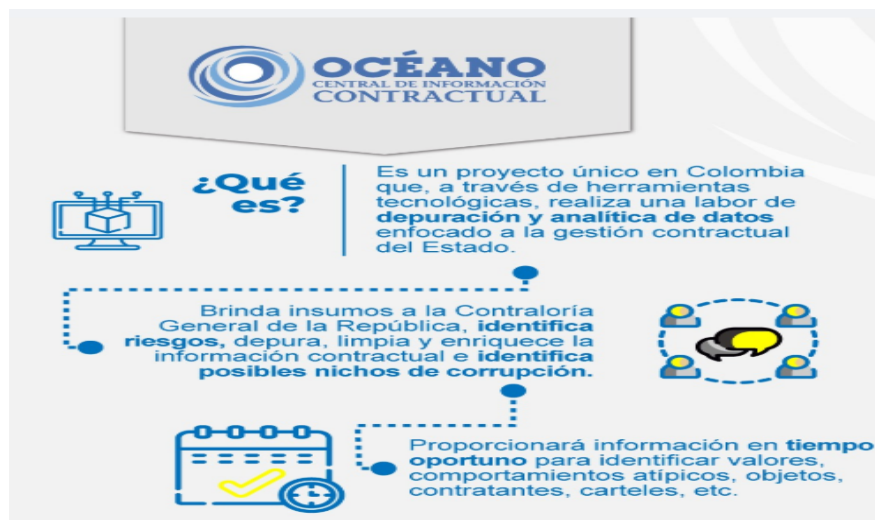 OCÉANO
CENTRAL DE INFORMACIÓN
CONTRACTUAL
¿Qué
es?
Es un proyecto único en Colombia
que, a través de herramientas
tecnológicas, realiza una labor de
depuración y analítica de datos
enfocado a la gestión contractual
del Estado.
Brinda insumos a la Contraloría
General de la República, identifica
riesgos, depura, limpia y enriquece la
información contractual e identifica
posibles nichos de corrupción.
Proporcionará información en tiempo
oportuno para identificar valores,
comportamientos atípicos, objetos,
contratantes, carteles, etc.